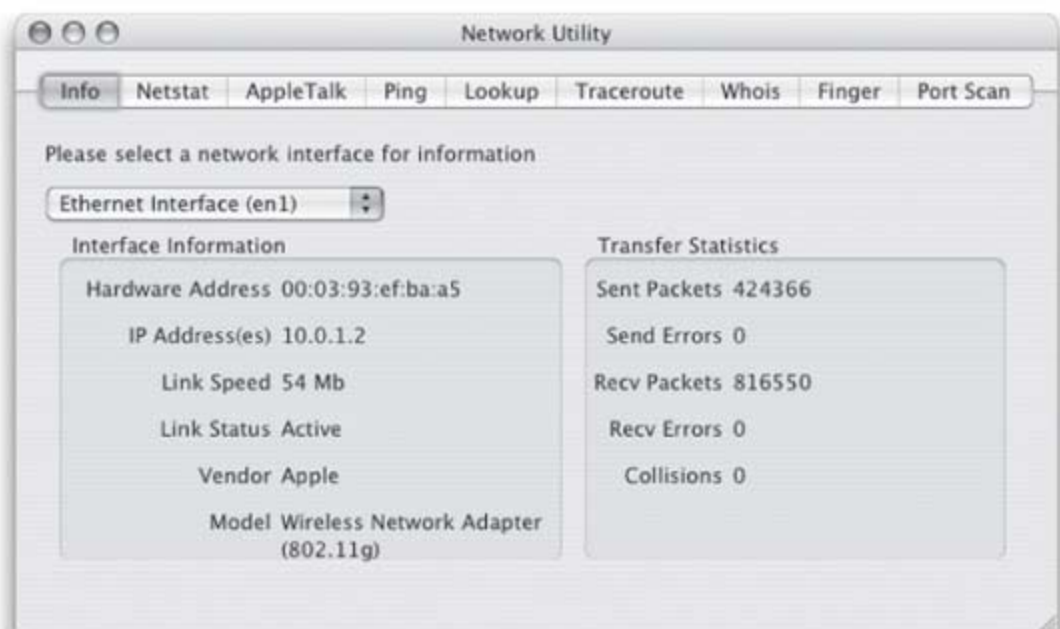 Network Utility
Info Netstat AppleTalk Ping Lookup Traceroute Whois Finger Port Scan
Please select a network interface for information
Ethernet Interface (en1)
Interface Information
Hardware Address 00:03:93:ef:ba:a5
IP Address(es) 10.0.1.2
Link Speed 54 Mb
Link Status Active
Vendor Apple
Model Wireless Network Adapter
(802.11g)
Transfer Statistics
Sent Packets 424366
Send Errors 0
Recv Packets 816550
Recv Errors 0
Collisions 0